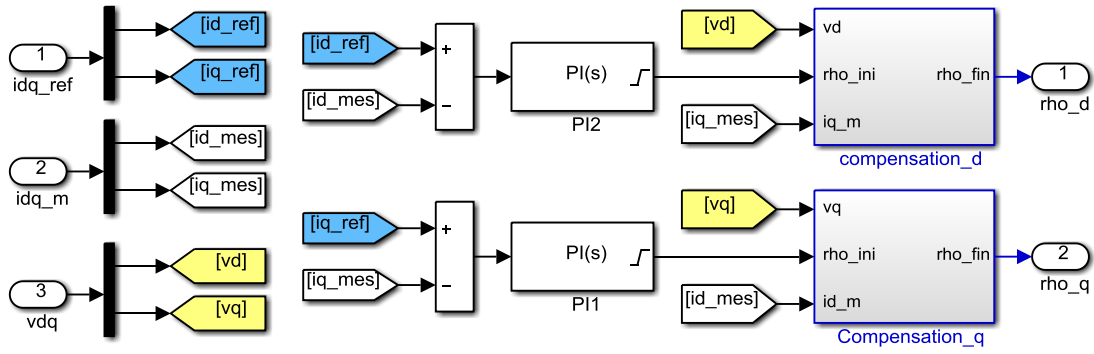 1
idq_ref
[id_ref]
[iq_ref]
2
idq_m
[id_mes]
[iq_mes]
3
vdq
[vd]
[vq]
[id_ref]
[id_mes]
+
−
PI(s)
PI2
[vd]
[iq_mes]
vd
rho_ini
iq_m
rho_fin
compensation_d
1
rho_d
[iq_ref]
[iq_mes]
+
−
PI(s)
PI1
[vq]
[id_mes]
vq
rho_ini
id_m
rho_fin
Compensation_q
2
rho_q